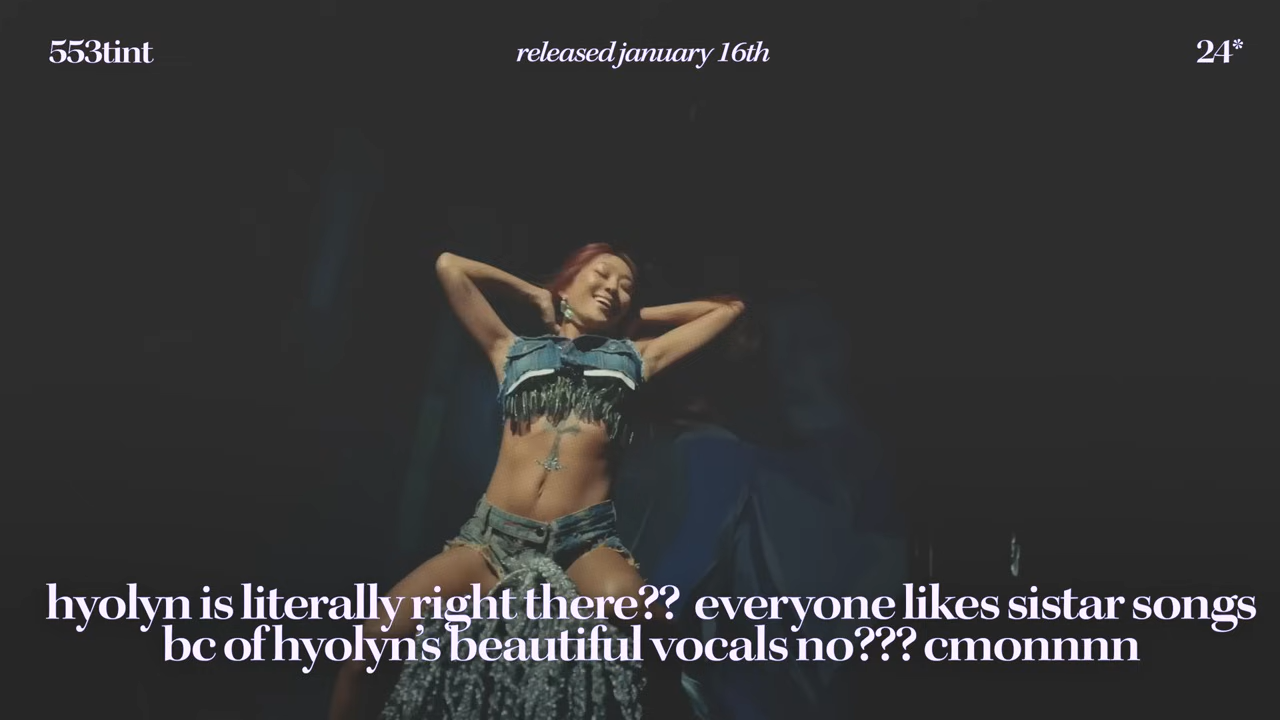 553tint
released january 16th
24*
hyolyn is literally right there?? everyone likes sistar songs
bc of hyolyn's beautiful vocals no??? cmonnnn